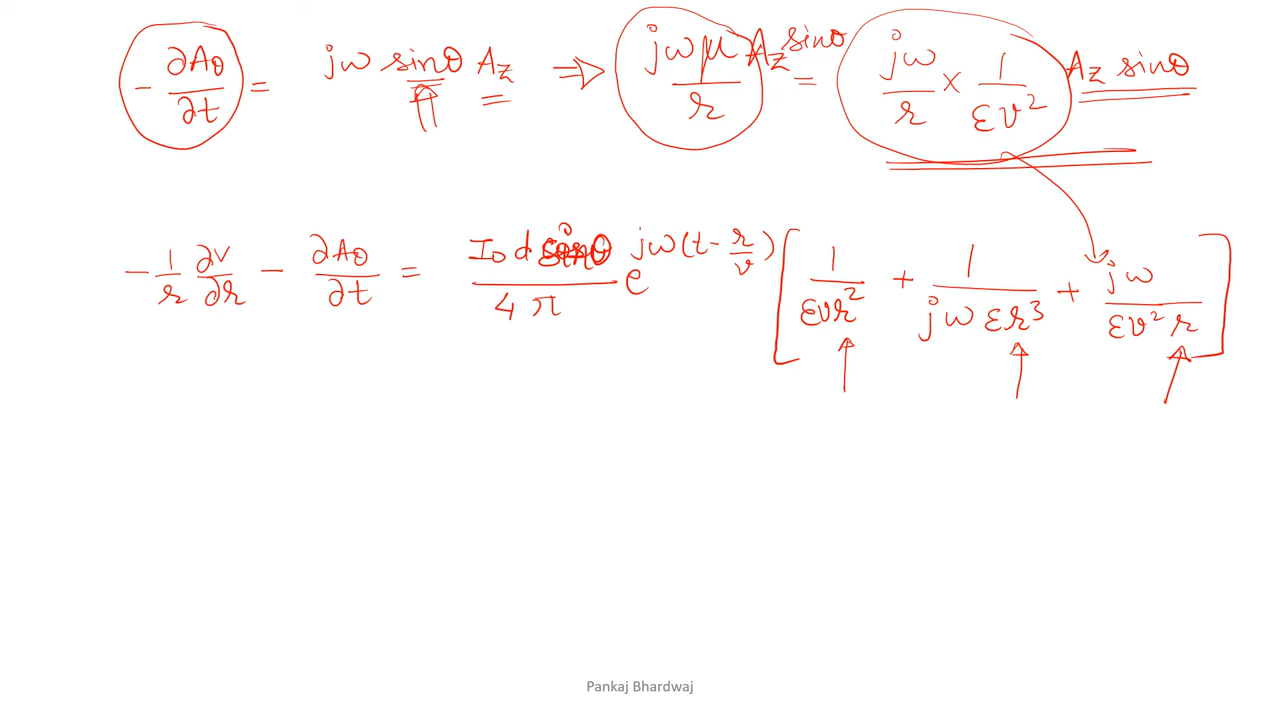 - ∂Aθ/∂t = jω sinθ Az ⇒ jωμ/r Az sinθ = jω/r × 1/(εv²) Az sinθ
- 1/r ∂V/∂r - ∂Aθ/∂t = I₀ d sinθ/4π e^{jω(t - r/v)} [ 1/(εvr²) + 1/(jωεr³) + jω/(εv²r) ]
Pankaj Bhardwaj